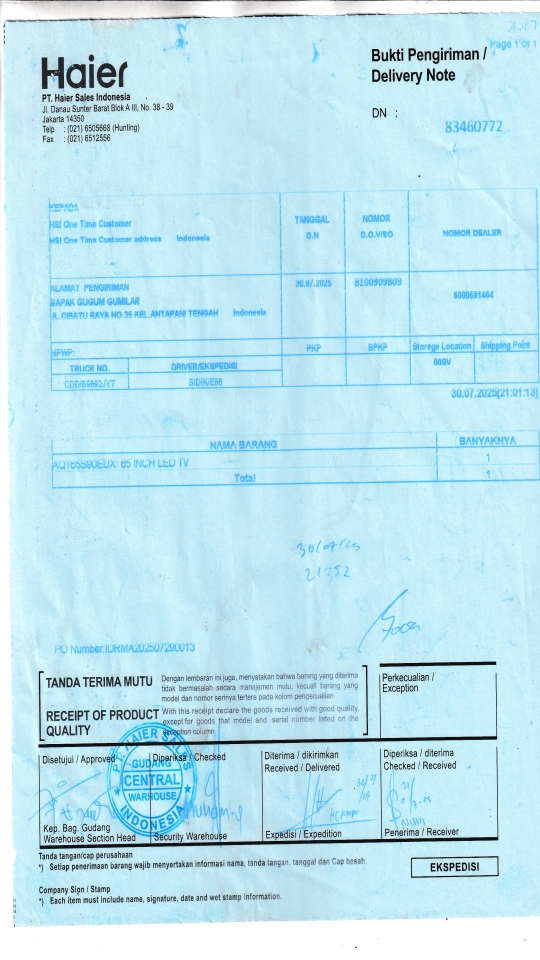 Page 1 of 1
Haier
Bukti Pengiriman /
Delivery Note
PT. Haier Sales Indonesia
Jl. Danau Sunter Barat Blok A III, No. 38 - 39
Jakarta 14350
Telp : (021) 6505668 (Hunting)
Fax : (021) 6512556
DN :
83460772
KEPADA
HSI One Time Customer
HSI One Time Customer address Indonesia
TANGGAL
D.N
NOMOR
D.O.V/SO
NOMOR DEALER
ALAMAT PENGIRIMAN
BAPAK GUGUM GUMILAR
JL.CIBATU RAYA NO.35 KEL.ANTAPANI TENGAH Indonesia
30.07.2025
8100909809
NPWP:
PKP
SPKP
Storege Location
Shipping Point
TRUCK NO.
DRIVER/EKSPEDISI
30.07.2025(21:01:13)
NAMA BARANG
BANYAKNYA
AQT65S90EUX: 65 INCH LED TV
1
Total
1
30/07/25
21:52
PO Number:IDRMA202507290013
TANDA TERIMA MUTU
Dengan lembaran ini juga, menyatakan bahwa barang yang diterima
tidak bermasalah secara manajemen mutu, kecuali barang yang
model dan nomor serinya tertera pada kolom pengecualian
RECEIPT OF PRODUCT
QUALITY
With this receipt declare the goods received with good quality,
except for goods that model and serial number listed on the
exception column
Perkecualian /
Exception
Disetujui / Approved
Diperiksa / Checked
Diterima / dikirimkan
Received / Delivered
Diperiksa / diterima
Checked / Received
PT. HAIER SALES
GUDANG
CENTRAL
WARHOUSE
INDONESIA
Kep. Bag. Gudang
Warehouse Section Head
Security Warehouse
Expedisi / Expedition
Penerima / Receiver
Tanda tangan/cap perusahaan
*) Setiap penerimaan barang wajib menyertakan informasi nama, tanda tangan, tanggal dan Cap basah.
EKSPEDISI
Company Sign / Stamp
*) Each item must include name, signature, date and wet stamp information.